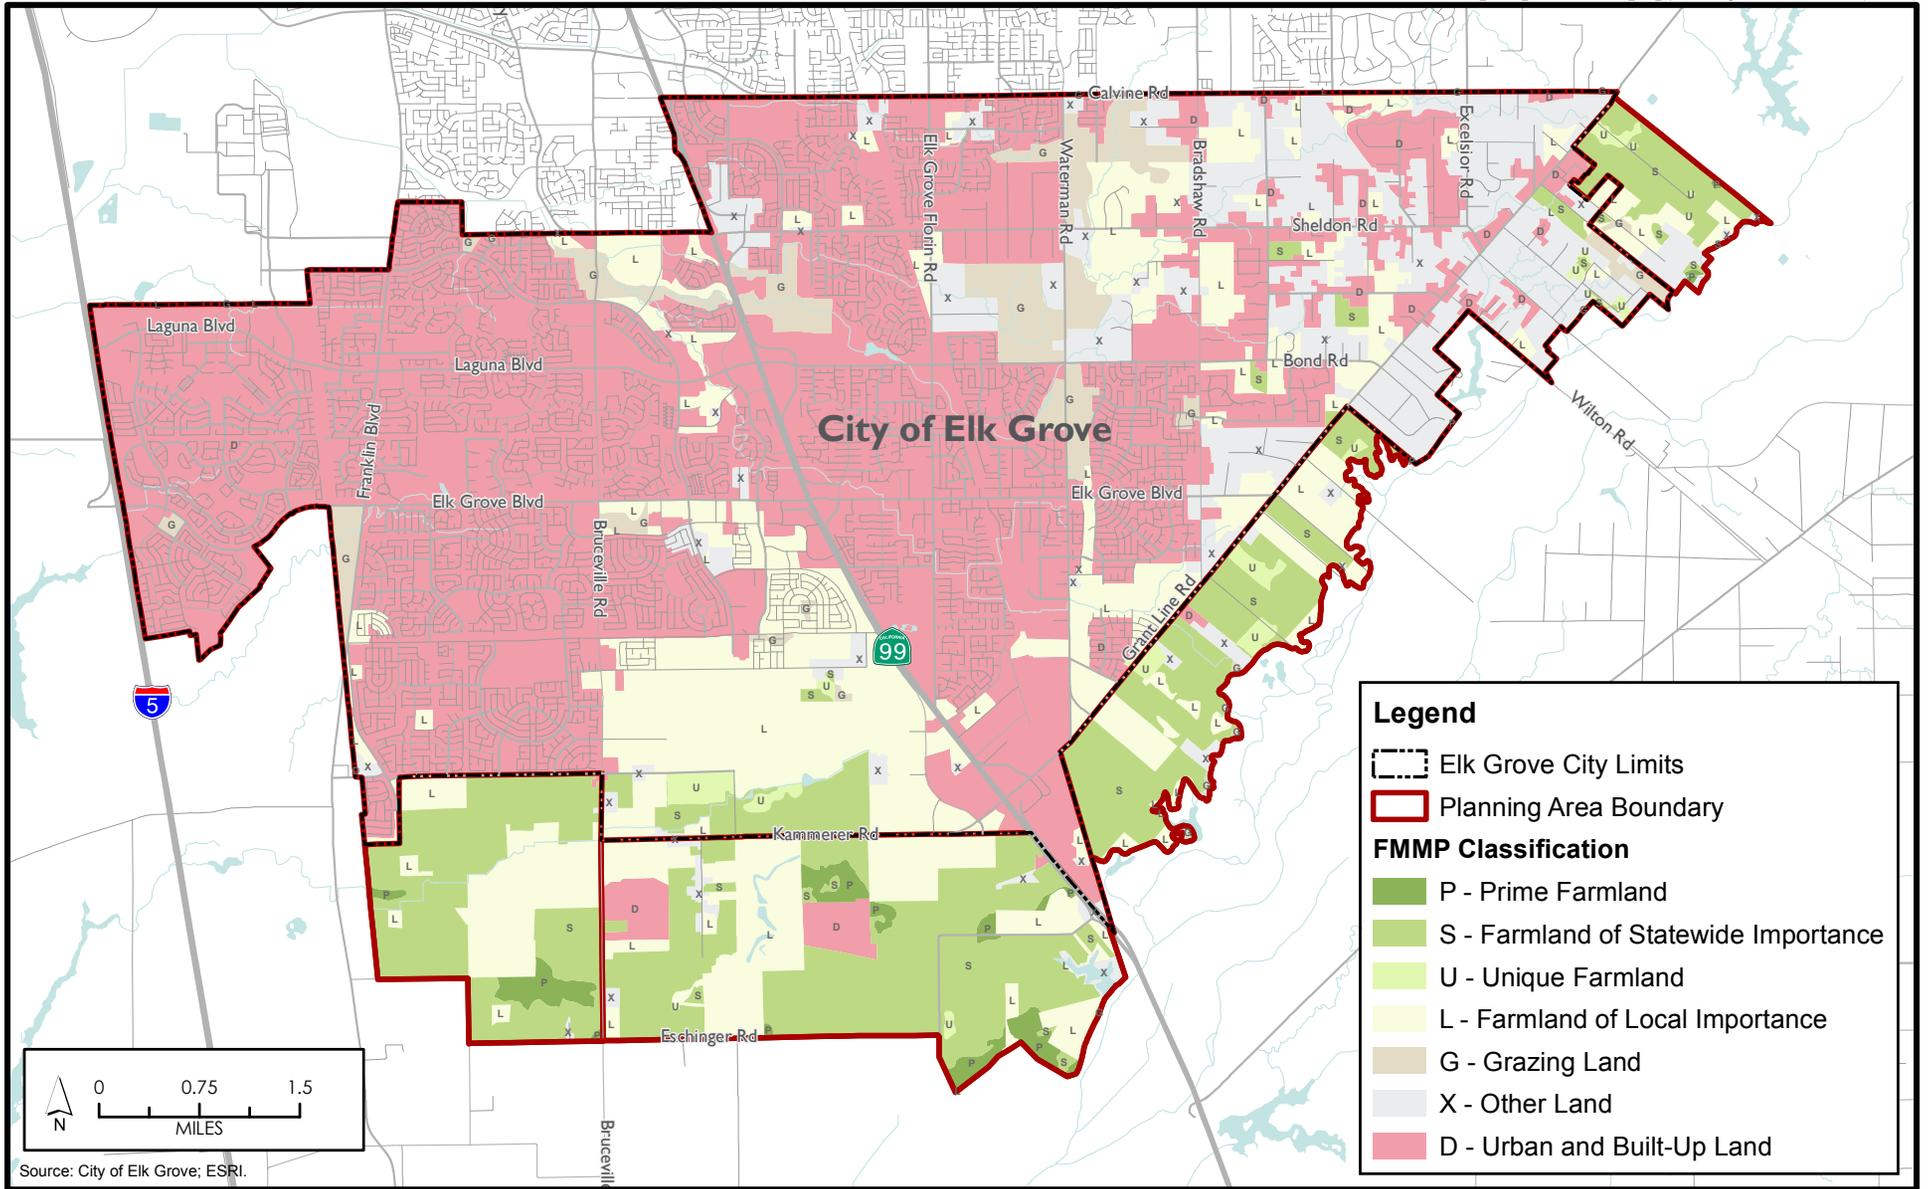 Calvine Rd
Elk Grove Florin Rd
Waterman Rd
Bradshaw Rd
Excelsior Rd
Sheldon Rd
Laguna Blvd
Laguna Blvd
Bond Rd
Franklin Blvd
City of Elk Grove
Wilton Rd
Elk Grove Blvd
Elk Grove Blvd
Bruceville Rd
Grant Line Rd
CALIFORNIA
99
5
Kammerer Rd
Eschinger Rd
Legend
Elk Grove City Limits
Planning Area Boundary
FMMP Classification
P - Prime Farmland
S - Farmland of Statewide Importance
U - Unique Farmland
L - Farmland of Local Importance
G - Grazing Land
X - Other Land
D - Urban and Built-Up Land
0 0.75 1.5
N
MILES
Source: City of Elk Grove; ESRI.